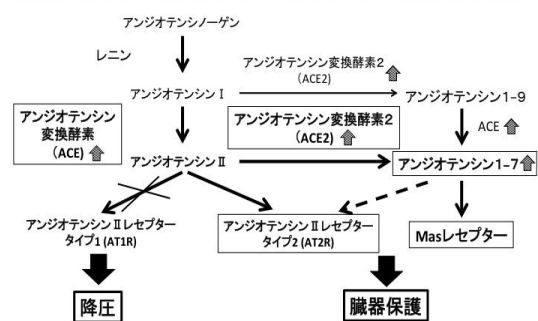 アンジオテンシノーゲン
レニン
アンジオテンシン変換酵素2
(ACE2)
アンジオテンシンⅠ
アンジオテンシン1-9
アンジオテンシン
変換酵素
(ACE)
アンジオテンシン変換酵素2
(ACE2)
ACE
アンジオテンシンⅡ
アンジオテンシン1-7
アンジオテンシンⅡレセプター
タイプ1 (AT1R)
アンジオテンシンⅡレセプター
タイプ2 (AT2R)
Masレセプター
降圧
臓器保護